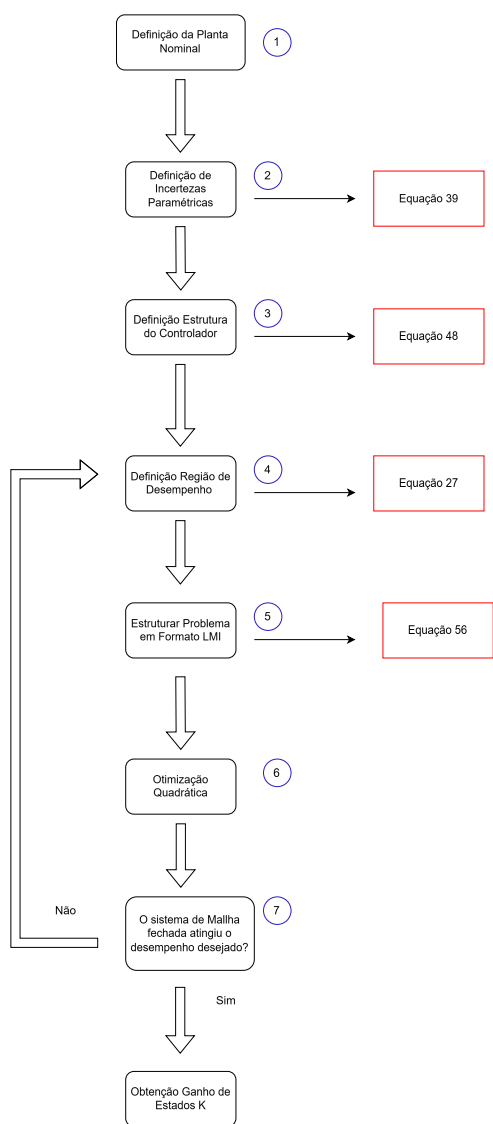 Definição da Planta
Nominal
1
Definição de
Incertezas
Paramétricas
2
Equação 39
Definição Estrutura
do Controlador
3
Equação 48
Definição Região de
Desempenho
4
Equação 27
Estruturar Problema
em Formato LMI
5
Equação 56
Otimização
Quadrática
6
O sistema de Mallha
fechada atingiu o
desempenho desejado?
7
Não
Sim
Obtenção Ganho de
Estados K